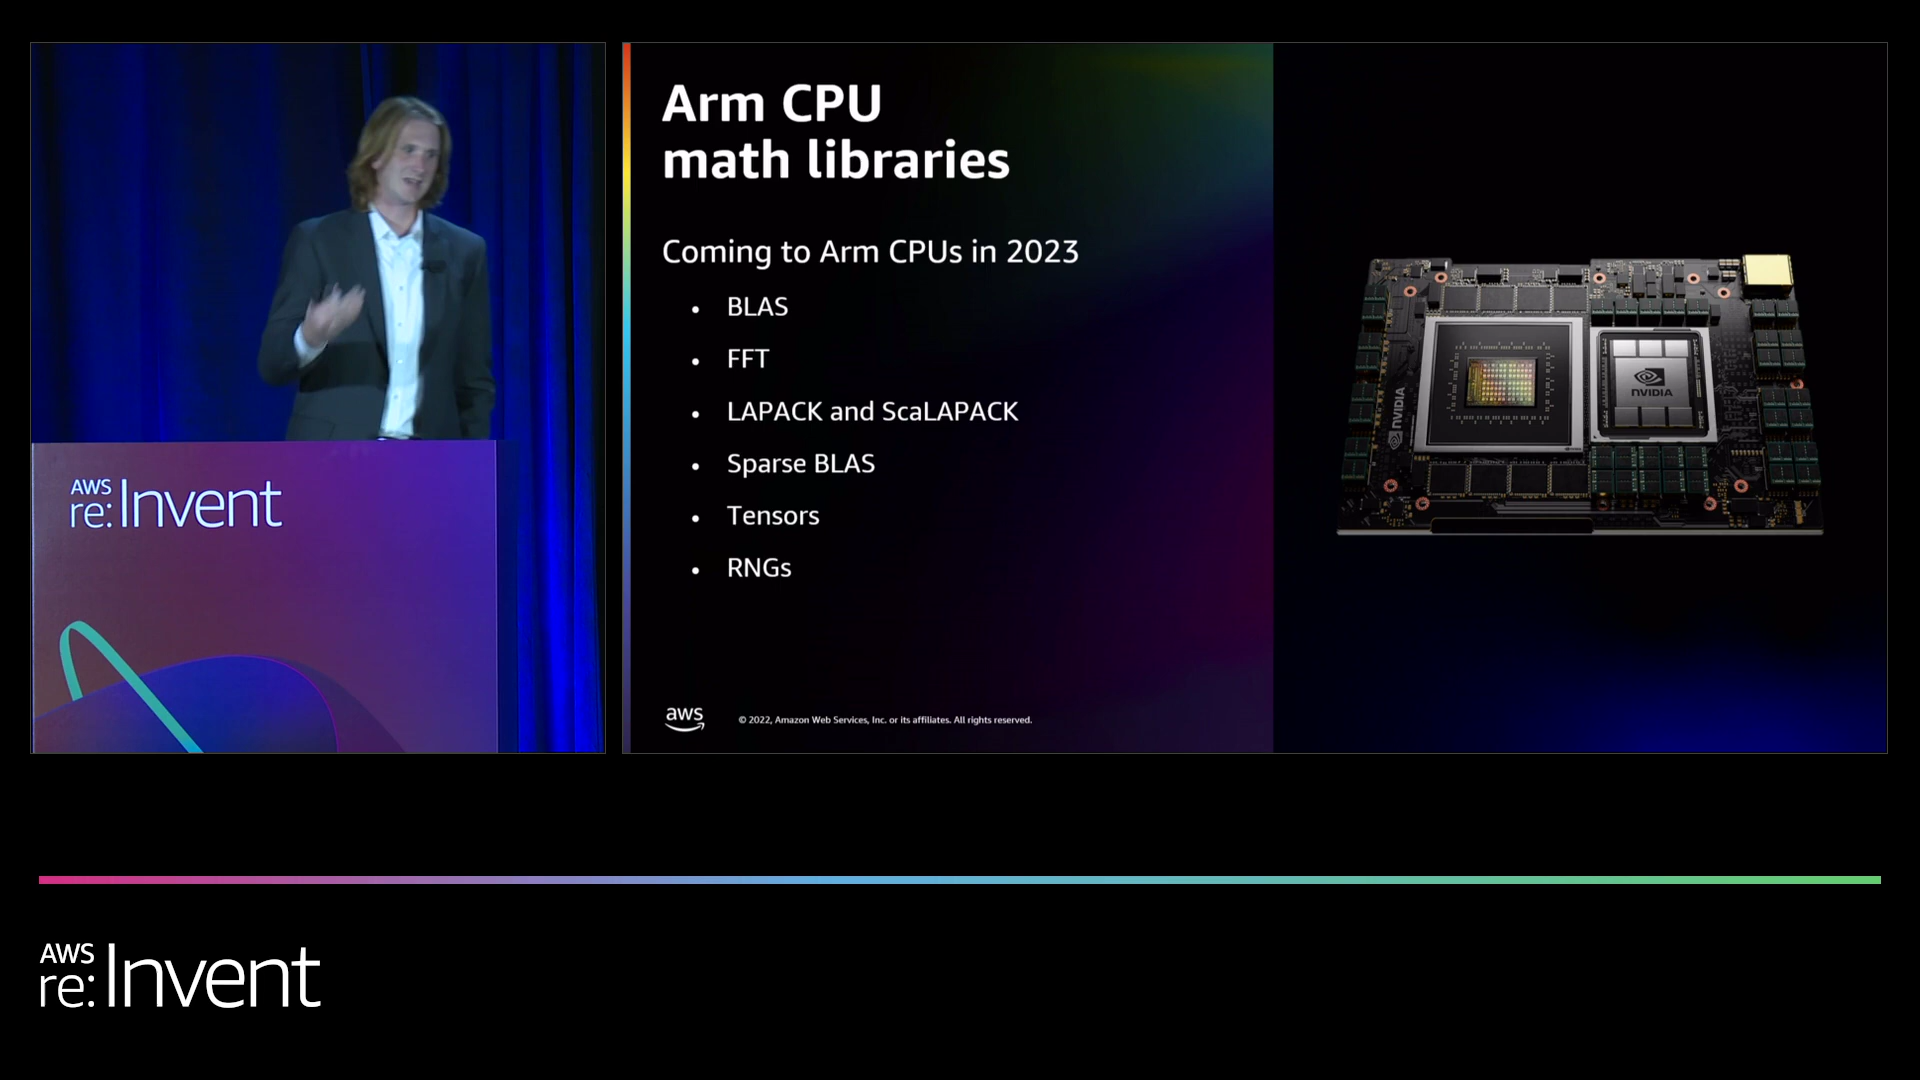 AWS
re:Invent
Arm CPU
math libraries
Coming to Arm CPUs in 2023
• BLAS
• FFT
• LAPACK and ScaLAPACK
• Sparse BLAS
• Tensors
• RNGs
aws
© 2022, Amazon Web Services, Inc. or its affiliates. All rights reserved.
NVIDIA
NVIDIA
AWS
re:Invent